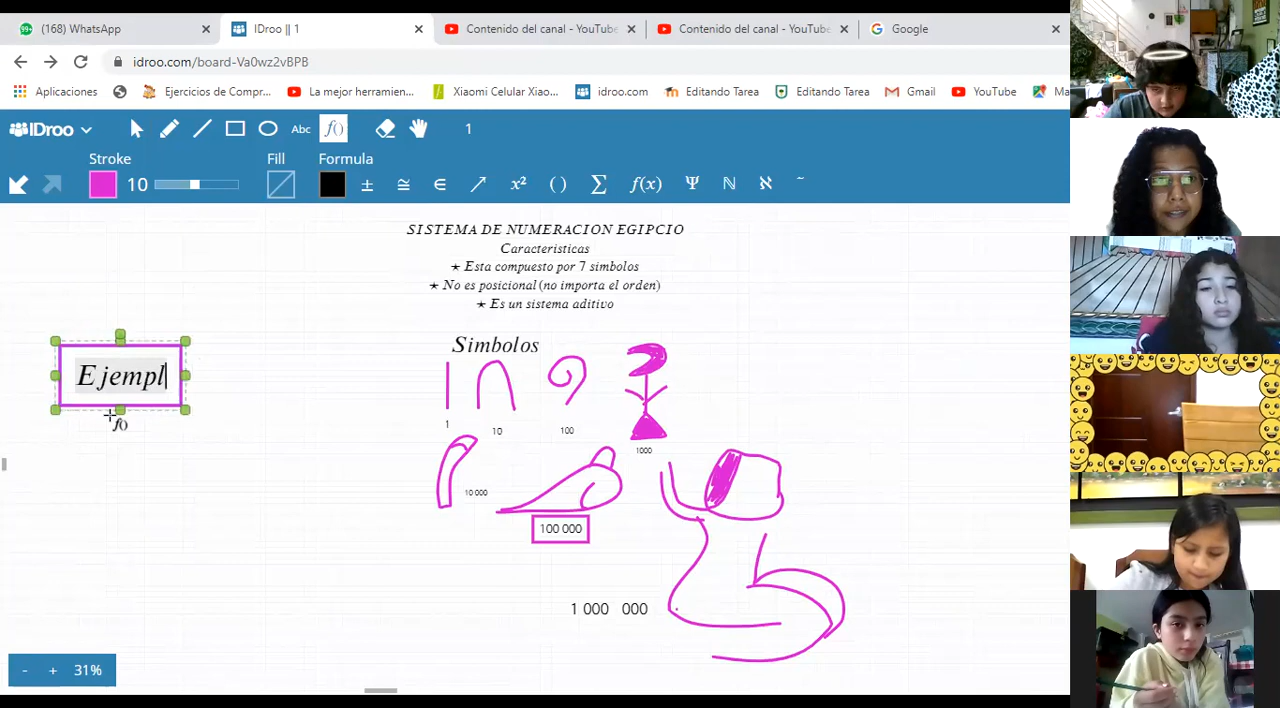 99+ (168) WhatsApp
IDroo || 1
Contenido del canal - YouTube
Contenido del canal - YouTube
Google
idroo.com/board-Va0wz2vBPB
Aplicaciones
Ejercicios de Compr...
La mejor herramien...
Xiaomi Celular Xiao...
idroo.com
Editando Tarea
Editando Tarea
Gmail
YouTube
Ma
IDroo
Abc
f()
1
Stroke
Fill
Formula
10
± ≅ ∈ x² ( ) ∑ f(x) Ψ ℕ ℵ ~
SISTEMA DE NUMERACION EGIPCIO
Caracteristicas
★ Esta compuesto por 7 simbolos
★ No es posicional (no importa el orden)
★ Es un sistema aditivo
Simbolos
Ejempl
f()
1
10
100
1000
10 000
100 000
1 000 000
- + 31%